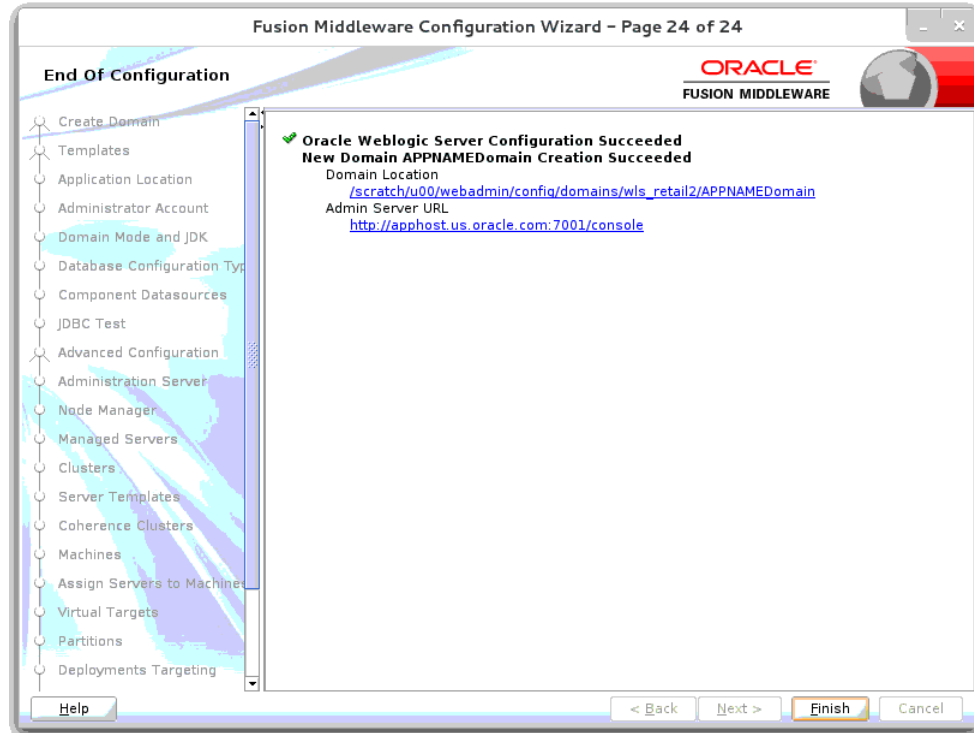 Fusion Middleware Configuration Wizard – Page 24 of 24
End Of Configuration
ORACLE
FUSION MIDDLEWARE
Create Domain
Templates
Application Location
Administrator Account
Domain Mode and JDK
Database Configuration Typ
Component Datasources
JDBC Test
Advanced Configuration
Administration Server
Node Manager
Managed Servers
Clusters
Server Templates
Coherence Clusters
Machines
Assign Servers to Machines
Virtual Targets
Partitions
Deployments Targeting
Oracle Weblogic Server Configuration Succeeded
New Domain APPNAMEDomain Creation Succeeded
Domain Location
/scratch/u00/webadmin/config/domains/wls_retail2/APPNAMEDomain
Admin Server URL
http://apphost.us.oracle.com:7001/console
Help
< Back
Next >
Finish
Cancel